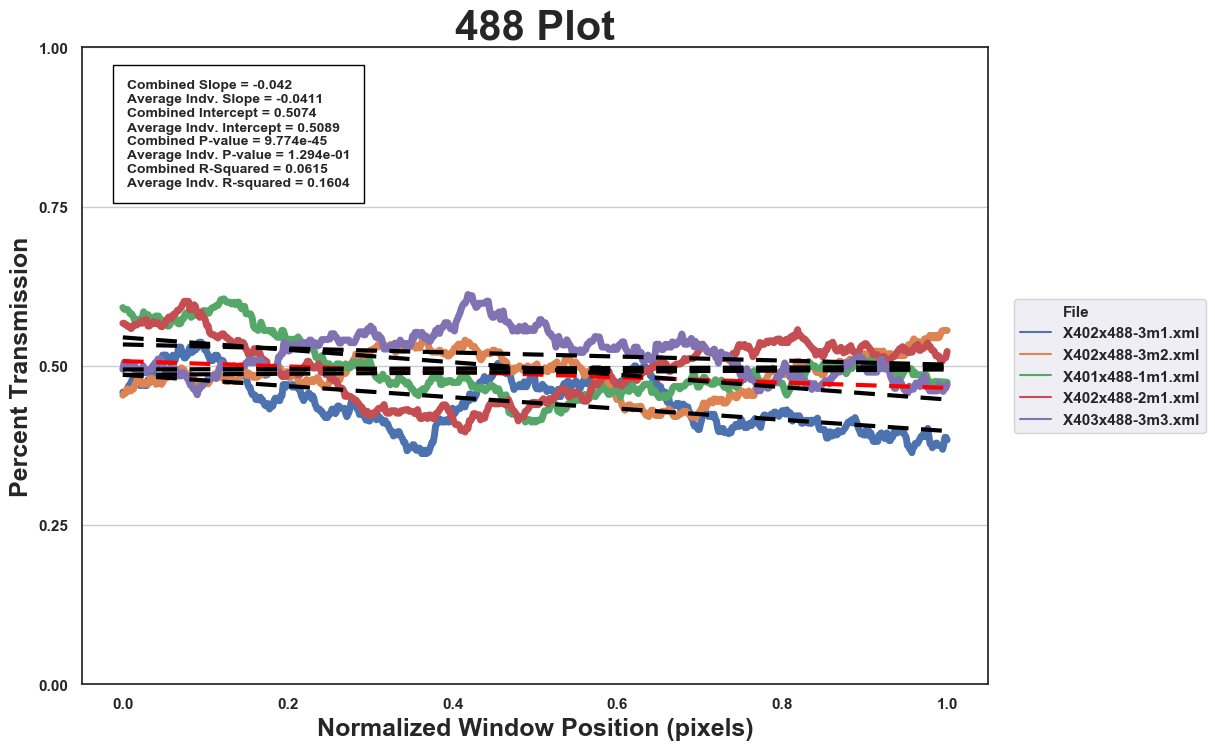 488 Plot
1.00
Combined Slope = -0.042
Average Indv. Slope = -0.0411
Combined Intercept = 0.5074
Average Indv. Intercept = 0.5089
Combined P-value = 9.774e-45
Average Indv. P-value = 1.294e-01
Combined R-Squared = 0.0615
Average Indv. R-squared = 0.1604
0.75
0.50
0.25
0.00
Percent Transmission
0.0 0.2 0.4 0.6 0.8 1.0
Normalized Window Position (pixels)
File
X402x488-3m1.xml
X402x488-3m2.xml
X401x488-1m1.xml
X402x488-2m1.xml
X403x488-3m3.xml